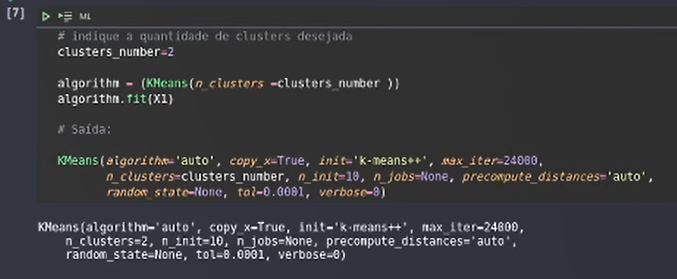 [7]
ML
# indique a quantidade de clusters desejada
clusters_number=2
algorithm = (KMeans(n_clusters =clusters_number ))
algorithm.fit(X1)
# Saída:
KMeans(algorithm='auto', copy_x=True, init='k-means++', max_iter=24000,
n_clusters=clusters_number, n_init=10, n_jobs=None, precompute_distances='auto',
random_state=None, tol=0.0001, verbose=0)
KMeans(algorithm='auto', copy_x=True, init='k-means++', max_iter=24000,
n_clusters=2, n_init=10, n_jobs=None, precompute_distances='auto',
random_state=None, tol=0.0001, verbose=0)